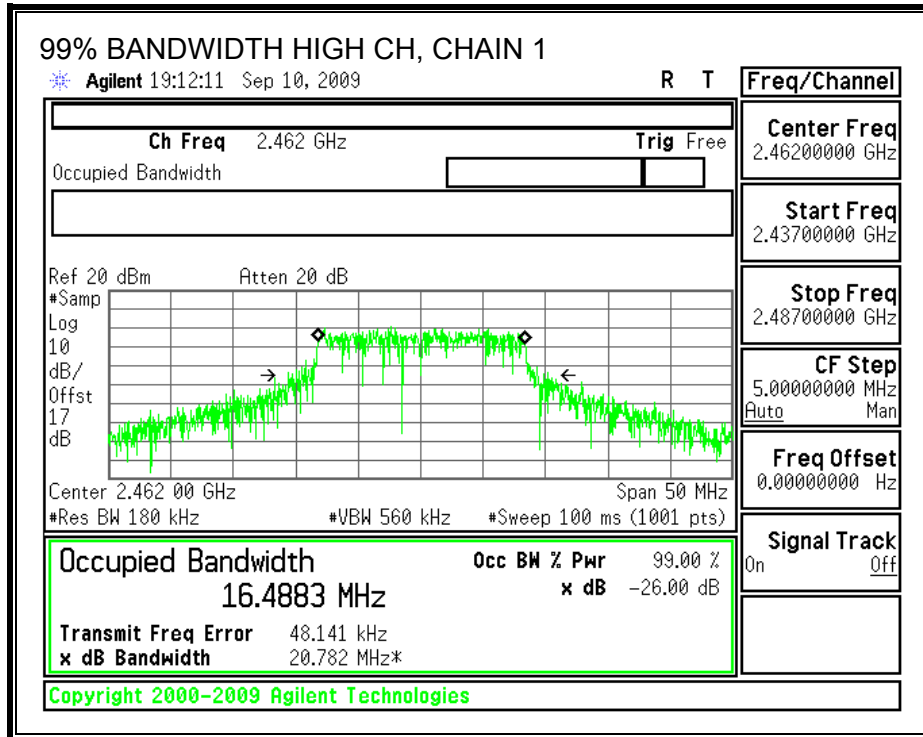 99% BANDWIDTH HIGH CH, CHAIN 1
Agilent 19:12:11 Sep 10, 2009 R T
Ch Freq 2.462 GHz Trig Free
Occupied Bandwidth
Ref 20 dBm Atten 20 dB
#Samp
Log
10
dB/
Offst
17
dB
Center 2.462 00 GHz Span 50 MHz
#Res BW 180 kHz #VBW 560 kHz #Sweep 100 ms (1001 pts)
Occupied Bandwidth
16.4883 MHz
Occ BW % Pwr 99.00 %
x dB -26.00 dB
Transmit Freq Error 48.141 kHz
x dB Bandwidth 20.782 MHz*
Copyright 2000-2009 Agilent Technologies
Freq/Channel
Center Freq
2.46200000 GHz
Start Freq
2.43700000 GHz
Stop Freq
2.48700000 GHz
CF Step
5.00000000 MHz
Auto Man
Freq Offset
0.00000000 Hz
Signal Track
On Off